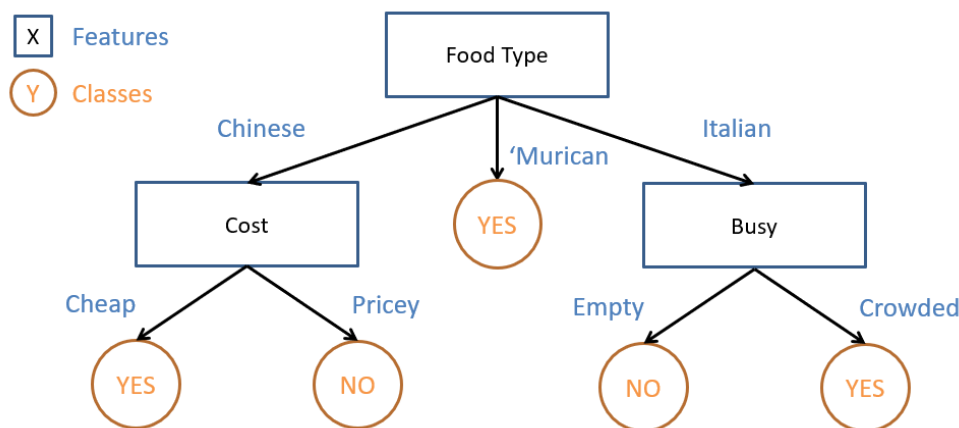 X Features
Y Classes
Food Type
Chinese
‘Murican
Italian
Cost
YES
Busy
Cheap
Pricey
Empty
Crowded
YES
NO
NO
YES